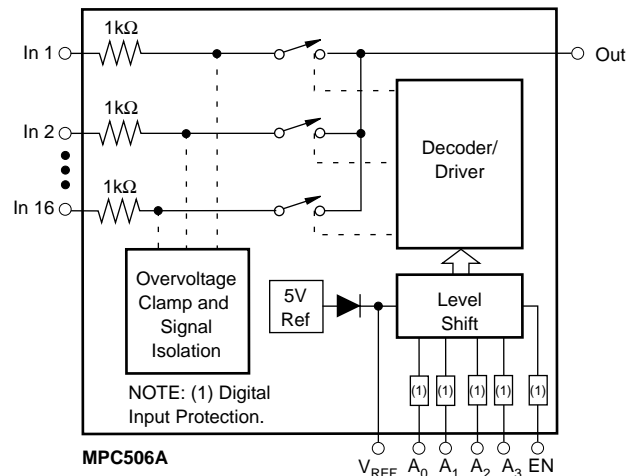 1kΩ
In 1
Out
1kΩ
In 2
1kΩ
In 16
Decoder/
Driver
Overvoltage
Clamp and
Signal
Isolation
5V
Ref
Level
Shift
NOTE: (1) Digital
Input Protection.
(1) (1) (1) (1) (1)
MPC506A
VREF A0 A1 A2 A3 EN